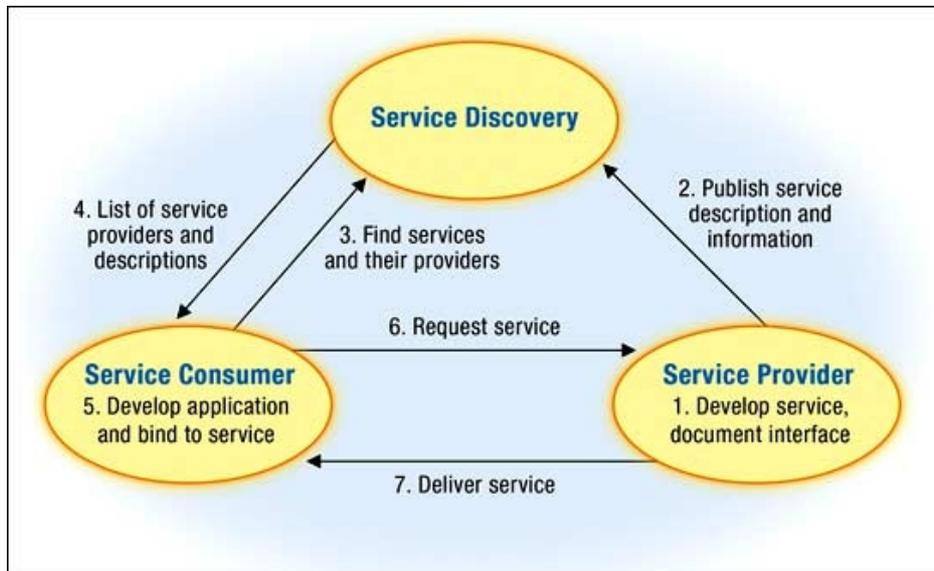 Service Discovery
4. List of service
providers and
descriptions
3. Find services
and their providers
2. Publish service
description and
information
6. Request service
Service Consumer
5. Develop application
and bind to service
Service Provider
1. Develop service,
document interface
7. Deliver service